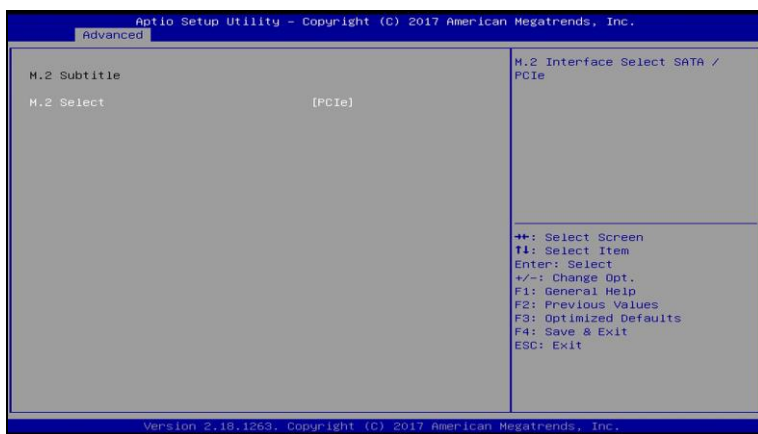 Aptio Setup Utility – Copyright (C) 2017 American Megatrends, Inc.
Advanced
M.2 Subtitle
M.2 Select [PCIe]
M.2 Interface Select SATA /
PCIe
→←: Select Screen
↑↓: Select Item
Enter: Select
+/-: Change Opt.
F1: General Help
F2: Previous Values
F3: Optimized Defaults
F4: Save & Exit
ESC: Exit
Version 2.18.1263. Copyright (C) 2017 American Megatrends, Inc.